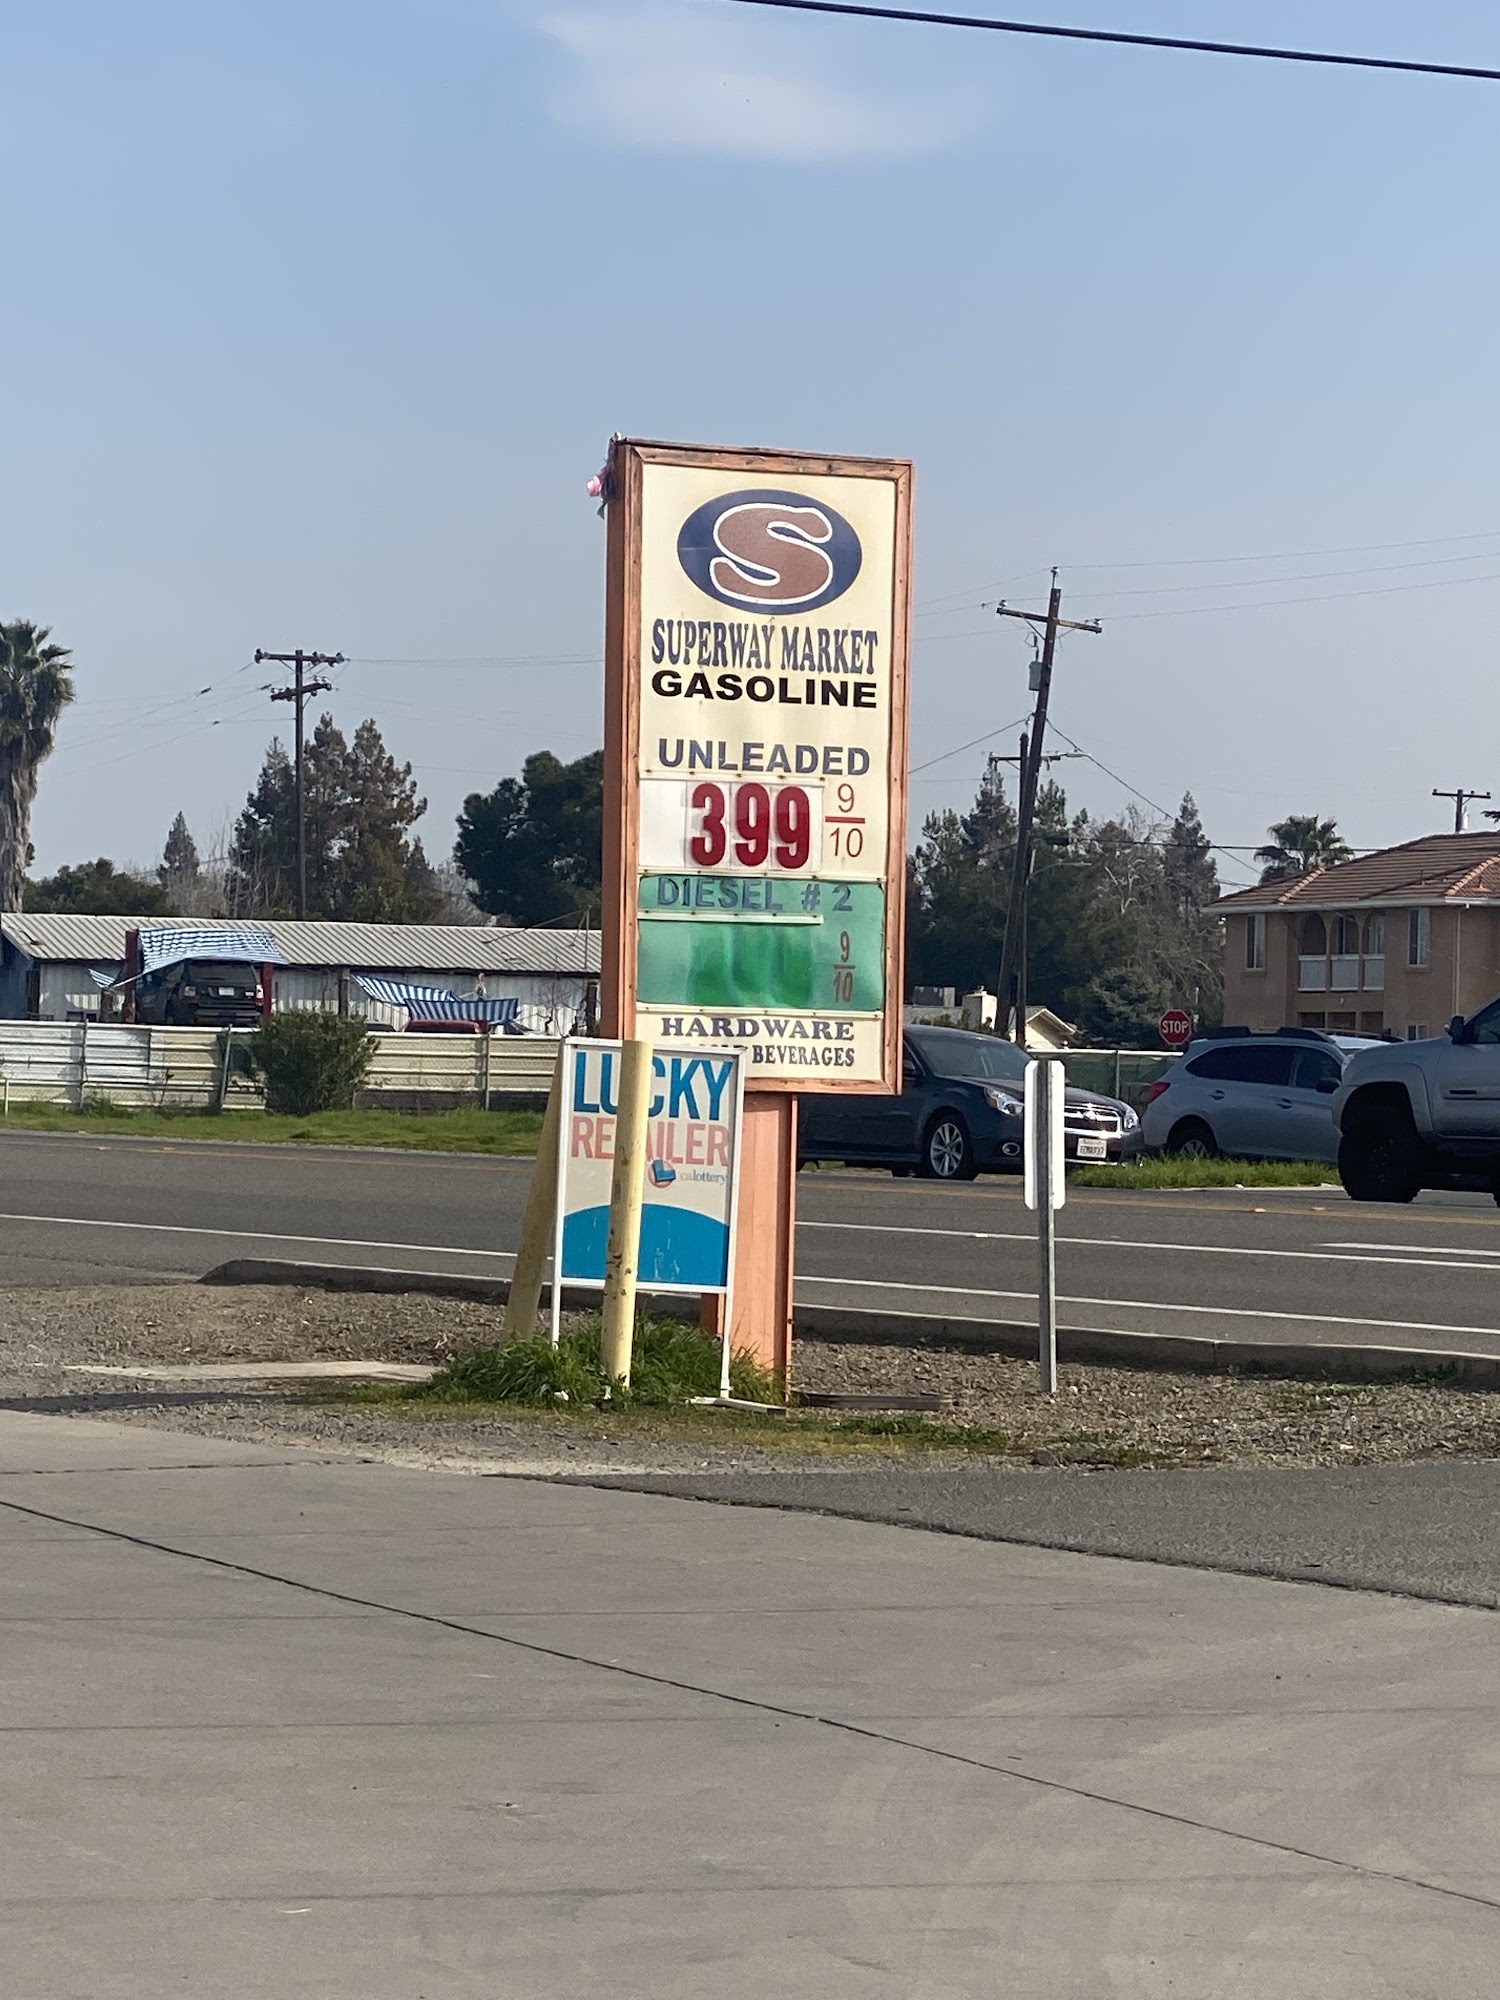 S
SUPERWAY MARKET
GASOLINE
UNLEADED
399 9/10
DIESEL # 2
9/10
HARDWARE
BEVERAGES
LUCKY
RETAILER
calottery
STOP